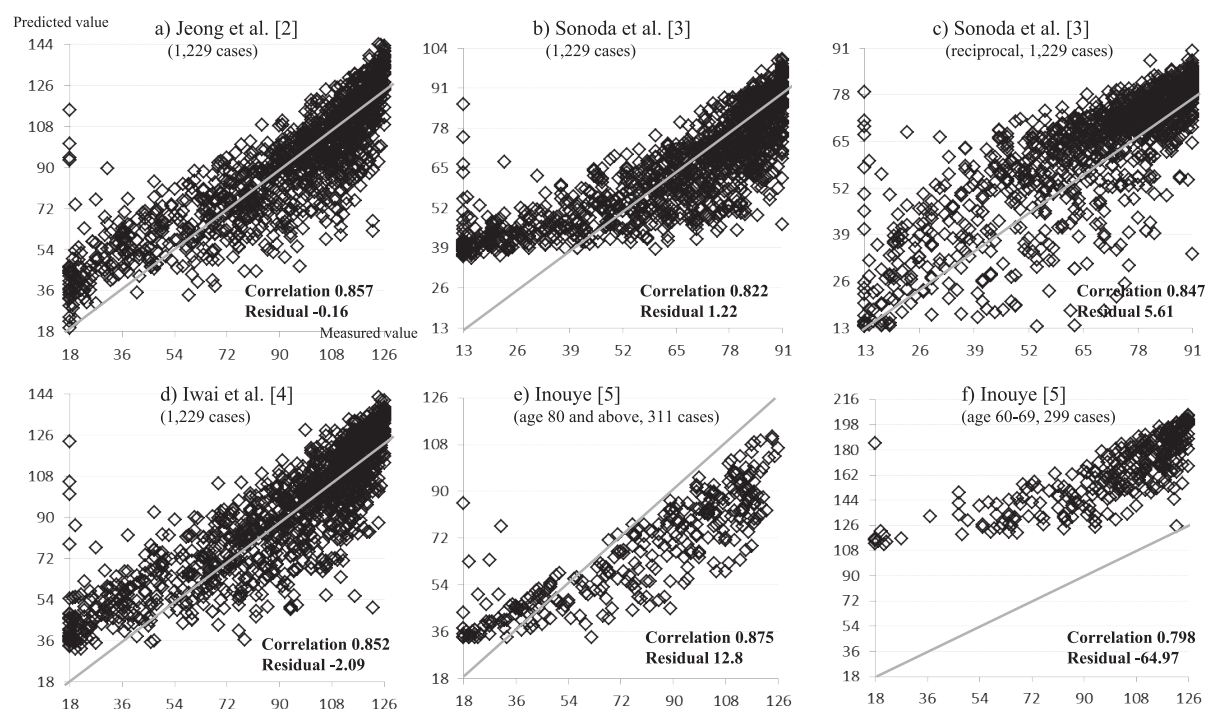 Predicted value
a) Jeong et al. [2]
(1,229 cases)
144
126
108
90
72
54
36
18
Correlation 0.857
Residual -0.16
Measured value
18 36 54 72 90 108 126
b) Sonoda et al. [3]
(1,229 cases)
104
91
78
65
52
39
26
13
Correlation 0.822
Residual 1.22
13 26 39 52 65 78 91
c) Sonoda et al. [3]
(reciprocal, 1,229 cases)
91
78
65
52
39
26
13
Correlation 0.847
Residual 5.61
13 26 39 52 65 78 91
d) Iwai et al. [4]
(1,229 cases)
144
126
108
90
72
54
36
18
Correlation 0.852
Residual -2.09
18 36 54 72 90 108 126
e) Inouye [5]
(age 80 and above, 311 cases)
126
108
90
72
54
36
18
Correlation 0.875
Residual 12.8
18 36 54 72 90 108 126
f) Inouye [5]
(age 60-69, 299 cases)
216
198
180
162
144
126
108
90
72
54
36
18
Correlation 0.798
Residual -64.97
18 36 54 72 90 108 126